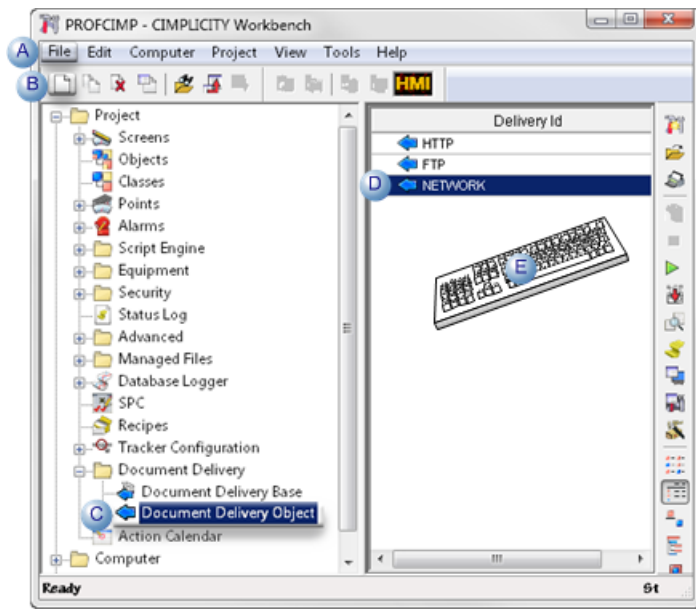 PROFCIMP - CIMPLICITY Workbench
A File Edit Computer Project View Tools Help
B HMI
Project
Screens
Objects
Classes
Points
Alarms
Script Engine
Equipment
Security
Status Log
Advanced
Managed Files
Database Logger
SPC
Recipes
Tracker Configuration
Document Delivery
Document Delivery Base
C Document Delivery Object
Action Calendar
Computer
Delivery Id
HTTP
FTP
D NETWORK
E
Ready St